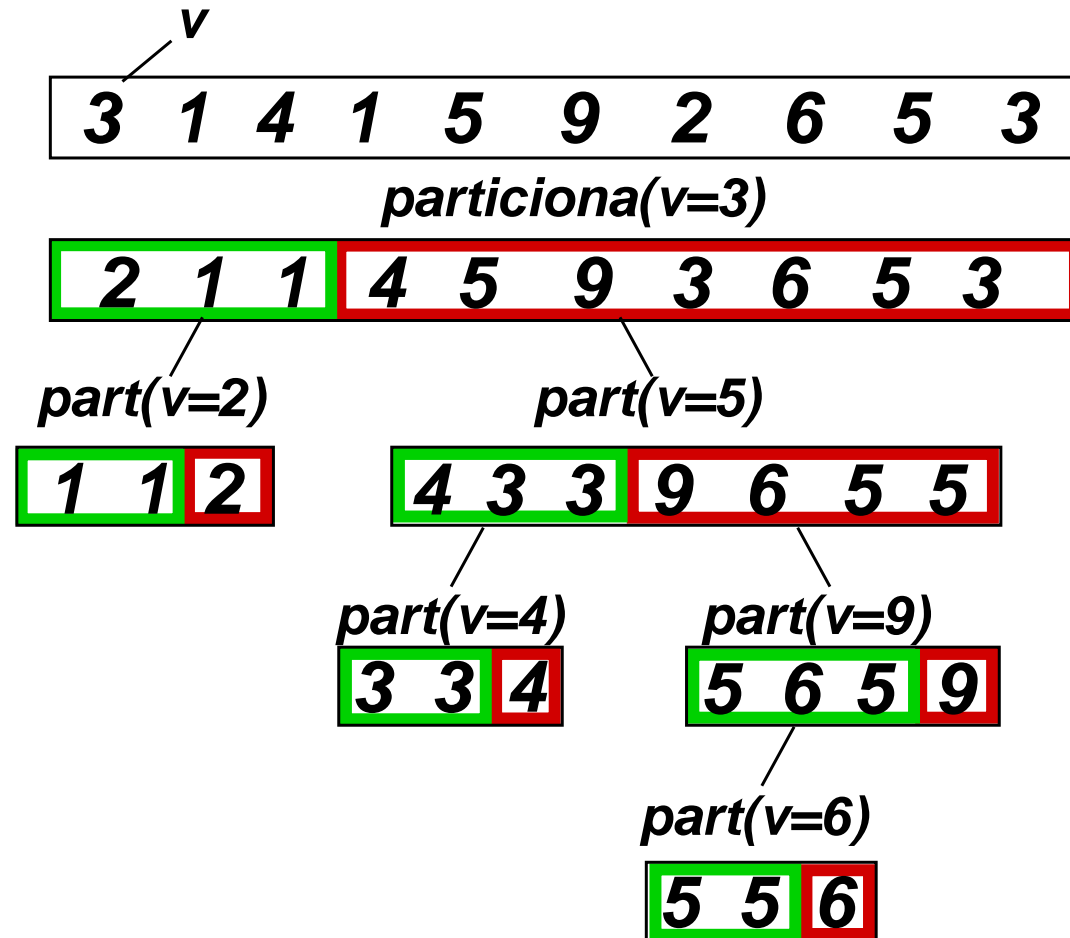 v
3 1 4 1 5 9 2 6 5 3
particiona(v=3)
2 1 1 4 5 9 3 6 5 3
part(v=2) part(v=5)
1 1 2 4 3 3 9 6 5 5
part(v=4) part(v=9)
3 3 4 5 6 5 9
part(v=6)
5 5 6